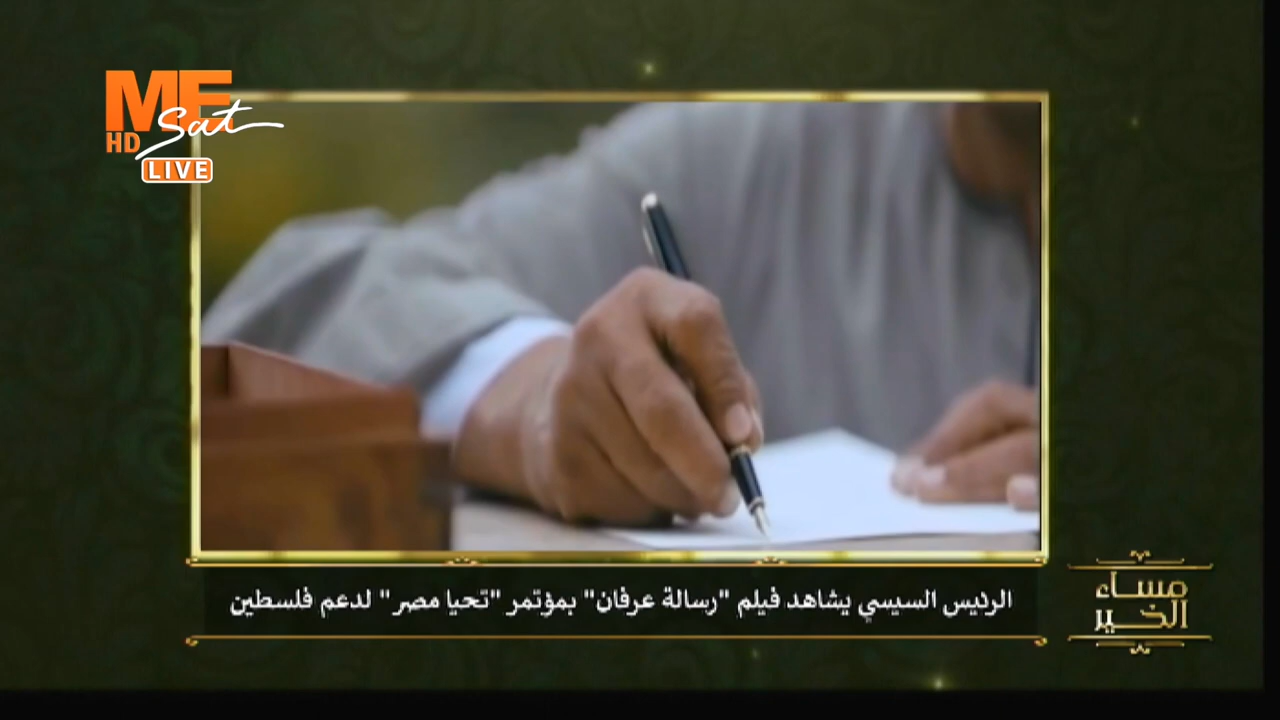 ME
Sat
HD
LIVE
الرئيس السيسي يشاهد فيلم "رسالة عرفان" بمؤتمر "تحيا مصر" لدعم فلسطين
مساء
الخير